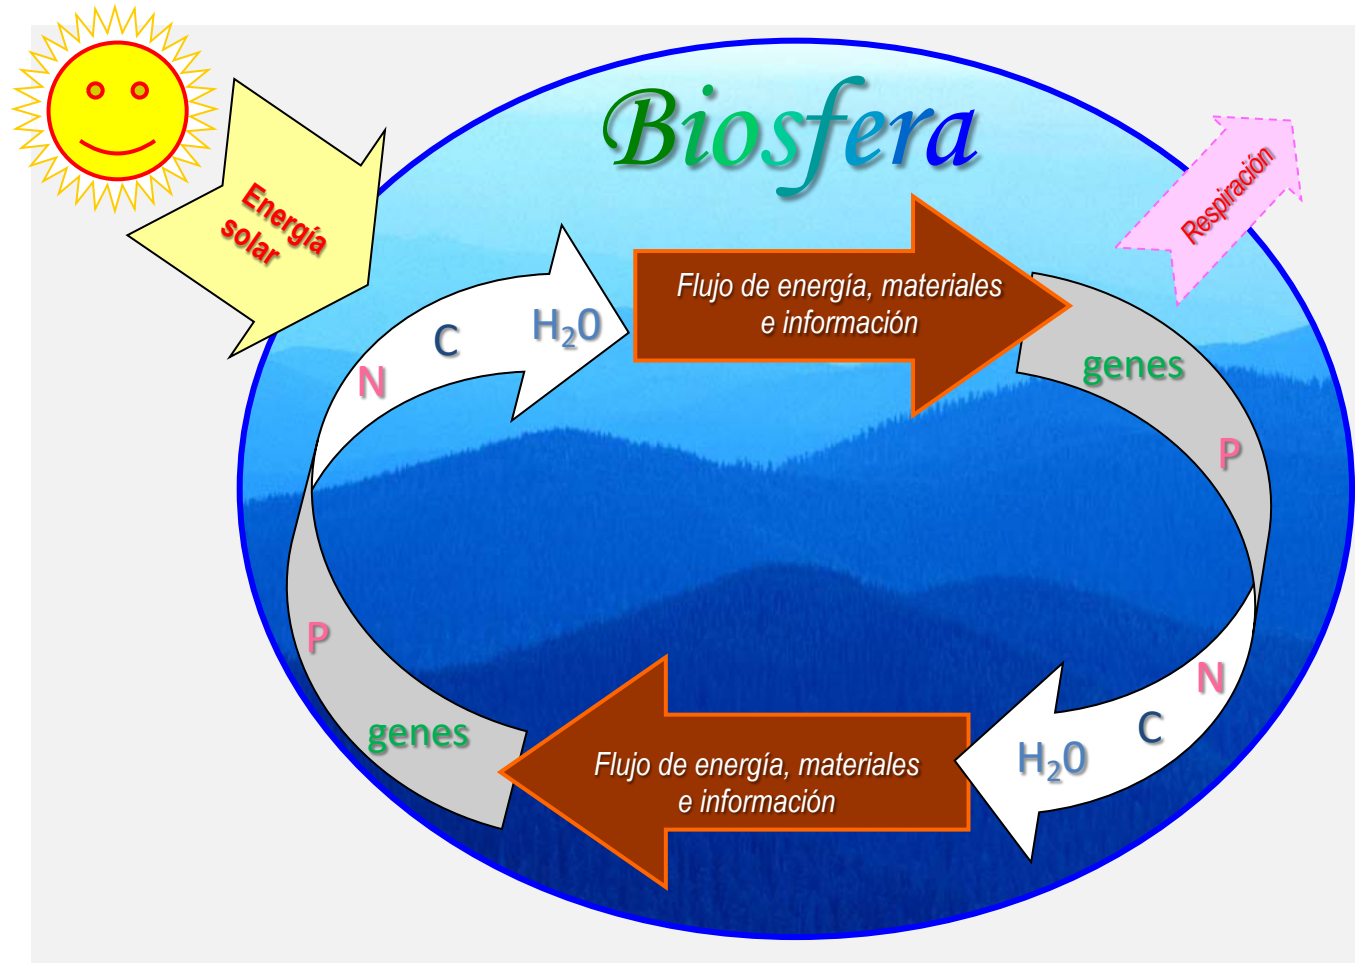 Biosfera
Energía
solar
Respiración
Flujo de energía, materiales
e información
H₂0
C
N
genes
P
P
genes
N
C
H₂0
Flujo de energía, materiales
e información